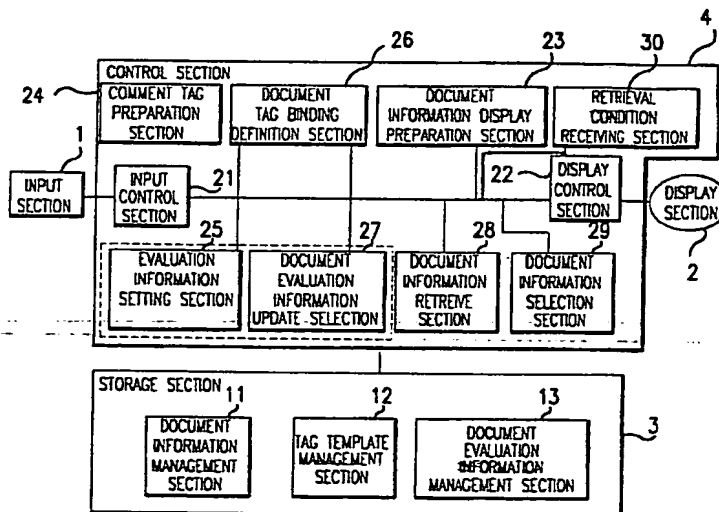 4
26
23
30
CONTROL SECTION
24
COMMENT TAG
PREPARATION
SECTION
DOCUMENT
TAG BINDING
DEFINITION SECTION
DOCUMENT
INFORMATION DISPLAY
PREPARATION SECTION
RETRIEVAL
CONDITION
RECEIVING SECTION
1
INPUT
SECTION
INPUT
CONTROL
SECTION
21
22
DISPLAY
CONTROL
SECTION
DISPLAY
SECTION
2
25
EVALUATION
INFORMATION
SETTING SECTION
27
DOCUMENT
EVALUATION
INFORMATION
UPDATE SELECTION
28
DOCUMENT
INFORMATION
RETREIVE
SECTION
29
DOCUMENT
INFORMATION
SELECTION
SECTION
STORAGE SECTION
11
DOCUMENT
INFORMATION
MANAGEMENT
SECTION
12
TAG TEMPLATE
MANAGEMENT
SECTION
13
DOCUMENT
EVALUATION
INFORMATION
MANAGEMENT SECTION
3